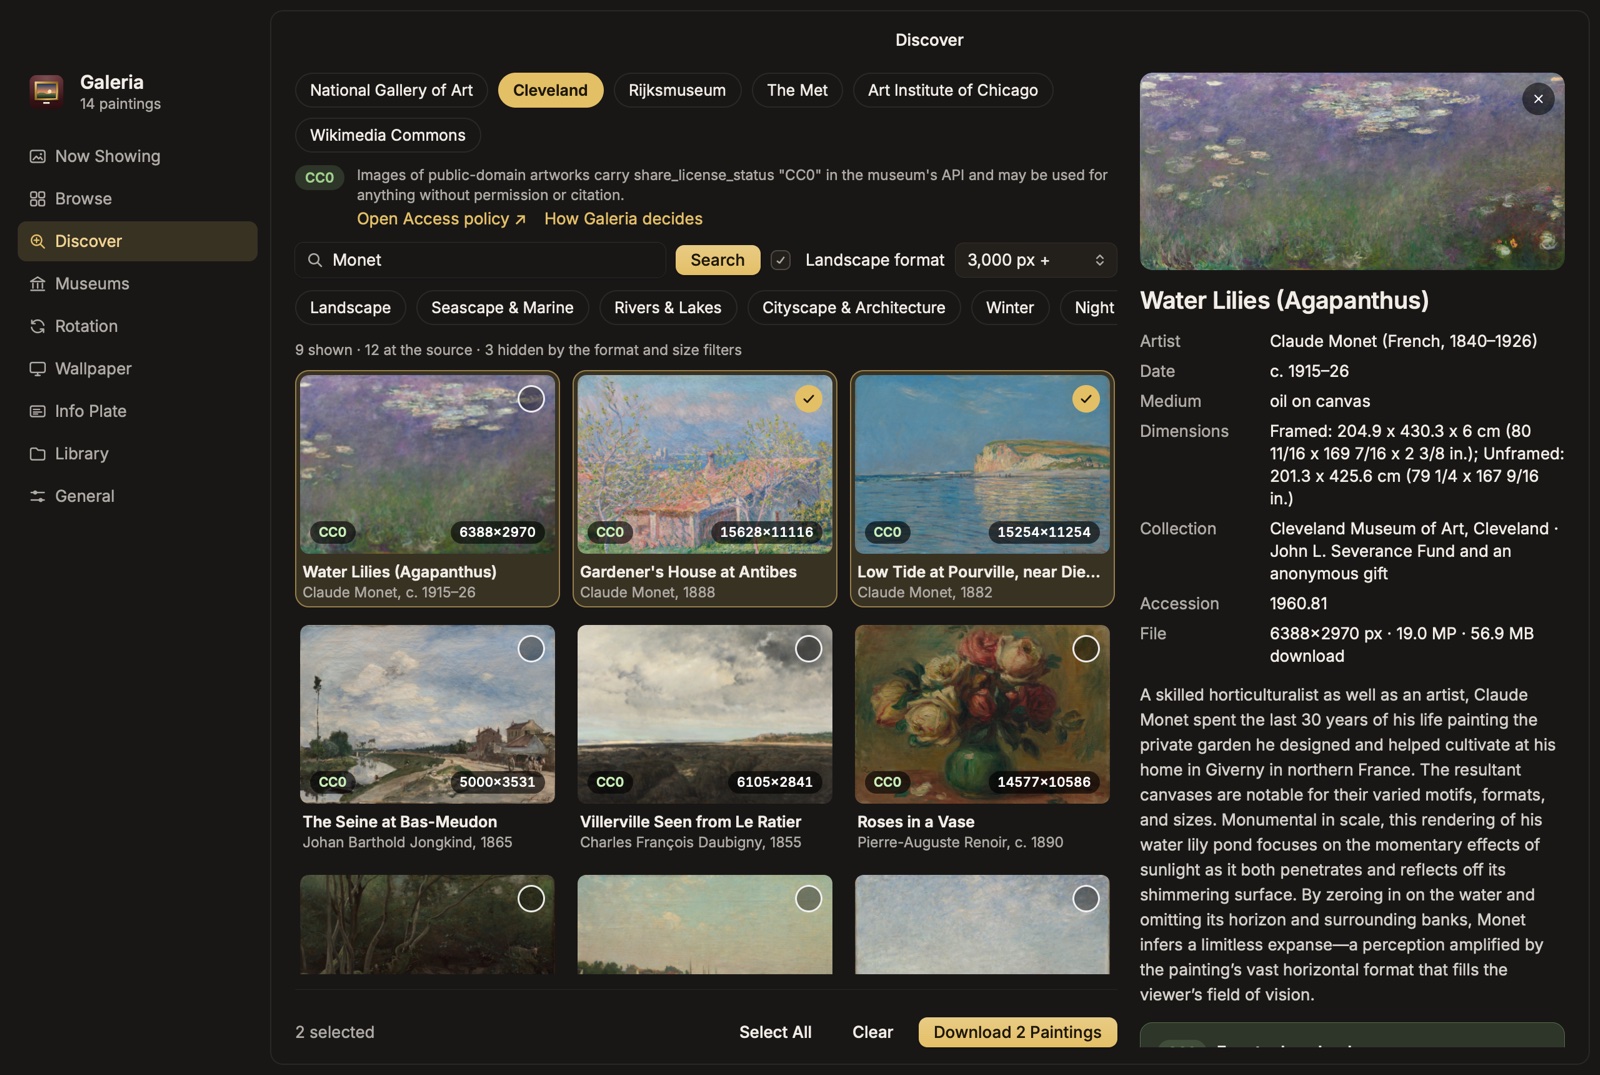 Discover
Galeria
14 paintings
Now Showing
Browse
Discover
Museums
Rotation
Wallpaper
Info Plate
Library
General
National Gallery of Art
Cleveland
Rijksmuseum
The Met
Art Institute of Chicago
Wikimedia Commons
CC0
Images of public-domain artworks carry share_license_status "CC0" in the museum's API and may be used for
anything without permission or citation.
Open Access policy ↗ How Galeria decides
Monet
Search
Landscape format
3,000 px +
Landscape
Seascape & Marine
Rivers & Lakes
Cityscape & Architecture
Winter
Night
9 shown · 12 at the source · 3 hidden by the format and size filters
CC0
6388×2970
Water Lilies (Agapanthus)
Claude Monet, c. 1915–26
CC0
15628×11116
Gardener's House at Antibes
Claude Monet, 1888
CC0
15254×11254
Low Tide at Pourville, near Die...
Claude Monet, 1882
CC0
5000×3531
The Seine at Bas-Meudon
Johan Barthold Jongkind, 1865
CC0
6105×2841
Villerville Seen from Le Ratier
Charles François Daubigny, 1855
CC0
14577×10586
Roses in a Vase
Pierre-Auguste Renoir, c. 1890
2 selected
Select All
Clear
Download 2 Paintings
Water Lilies (Agapanthus)
Artist
Claude Monet (French, 1840–1926)
Date
c. 1915–26
Medium
oil on canvas
Dimensions
Framed: 204.9 x 430.3 x 6 cm (80
11/16 x 169 7/16 x 2 3/8 in.); Unframed:
201.3 x 425.6 cm (79 1/4 x 167 9/16
in.)
Collection
Cleveland Museum of Art, Cleveland ·
John L. Severance Fund and an
anonymous gift
Accession
1960.81
File
6388×2970 px · 19.0 MP · 56.9 MB
download
A skilled horticulturalist as well as an artist, Claude
Monet spent the last 30 years of his life painting the
private garden he designed and helped cultivate at his
home in Giverny in northern France. The resultant
canvases are notable for their varied motifs, formats,
and sizes. Monumental in scale, this rendering of his
water lily pond focuses on the momentary effects of
sunlight as it both penetrates and reflects off its
shimmering surface. By zeroing in on the water and
omitting its horizon and surrounding banks, Monet
infers a limitless expanse—a perception amplified by
the painting’s vast horizontal format that fills the
viewer’s field of vision.